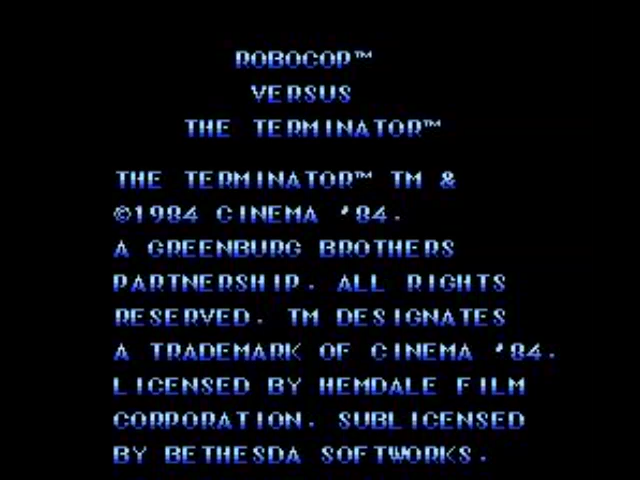 ROBOCOP™
VERSUS
THE TERMINATOR™
THE TERMINATOR™ TM &
©1984 CINEMA '84.
A GREENBURG BROTHERS
PARTNERSHIP. ALL RIGHTS
RESERVED. TM DESIGNATES
A TRADEMARK OF CINEMA '84.
LICENSED BY HEMDALE FILM
CORPORATION. SUBLICENSED
BY BETHESDA SOFTWORKS.